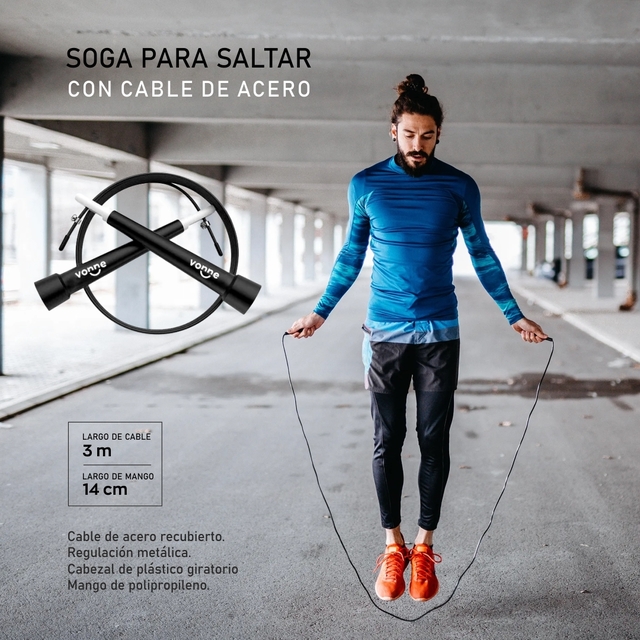 SOGA PARA SALTAR
CON CABLE DE ACERO
vonne
vonne
LARGO DE CABLE
3 m
LARGO DE MANGO
14 cm
Cable de acero recubierto.
Regulación metálica.
Cabezal de plástico giratorio
Mango de polipropileno.